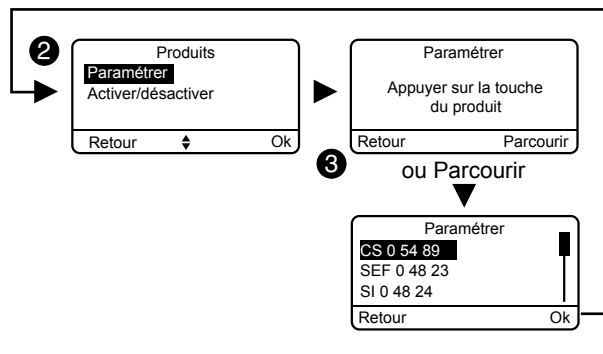 2
Produits
Paramétrer
Activer/désactiver
Retour
Ok
Paramétrer
Appuyer sur la touche
du produit
Retour
Parcourir
3
ou Parcourir
Paramétrer
CS 0 54 89
SEF 0 48 23
SI 0 48 24
Retour
Ok